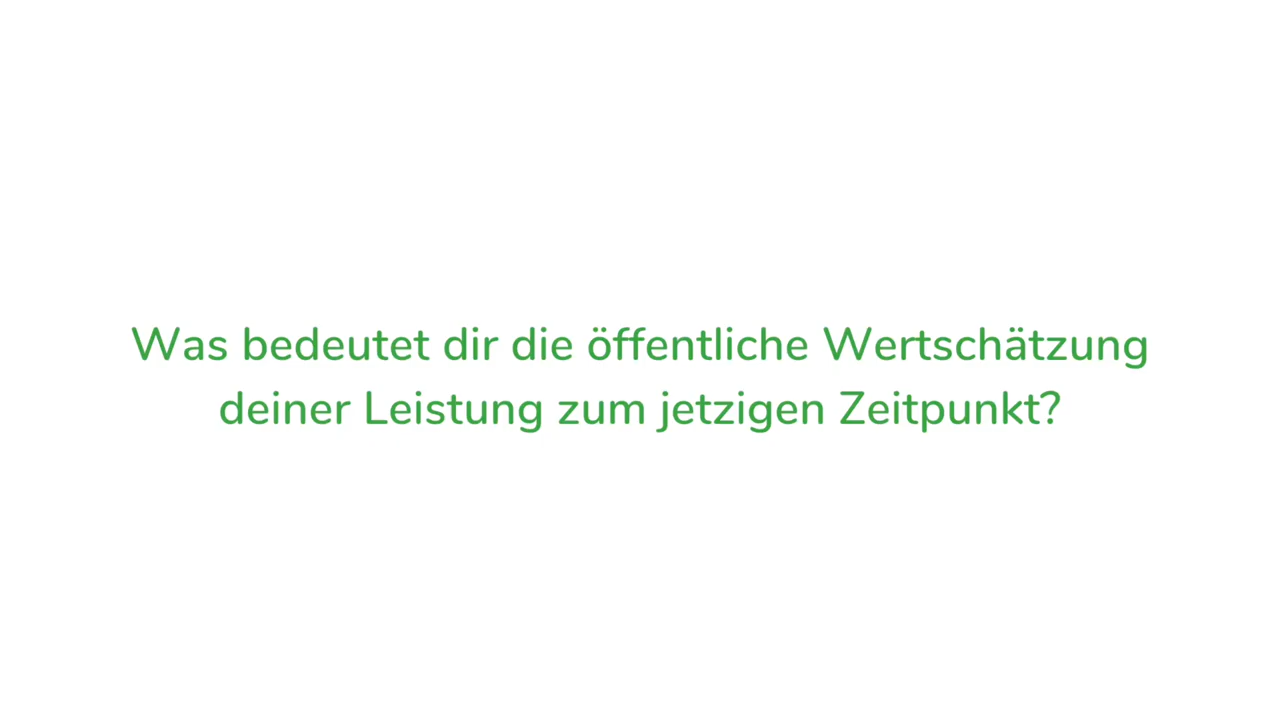 Was bedeutet dir die öffentliche Wertschätzung
deiner Leistung zum jetzigen Zeitpunkt?